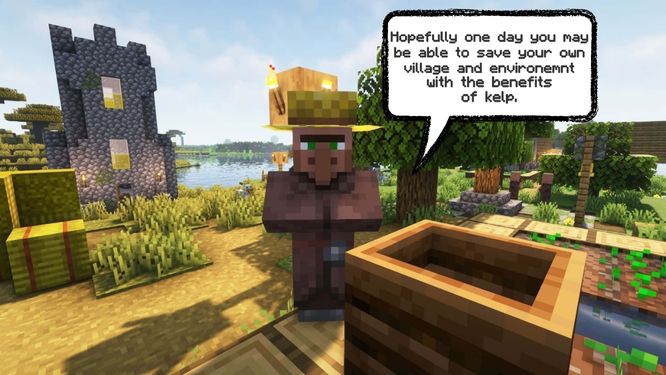 Hopefully one day you may
be able to save your own
village and environemnt
with the benefits
of kelp.